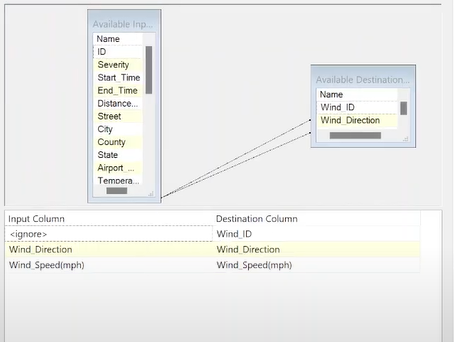 Available Inp...
Name
ID
Severity
Start_Time
End_Time
Distance...
Street
City
County
State
Airport_...
Tempera...
Available Destination...
Name
Wind_ID
Wind_Direction
Input Column Destination Column
<ignore> Wind_ID
Wind_Direction Wind_Direction
Wind_Speed(mph) Wind_Speed(mph)